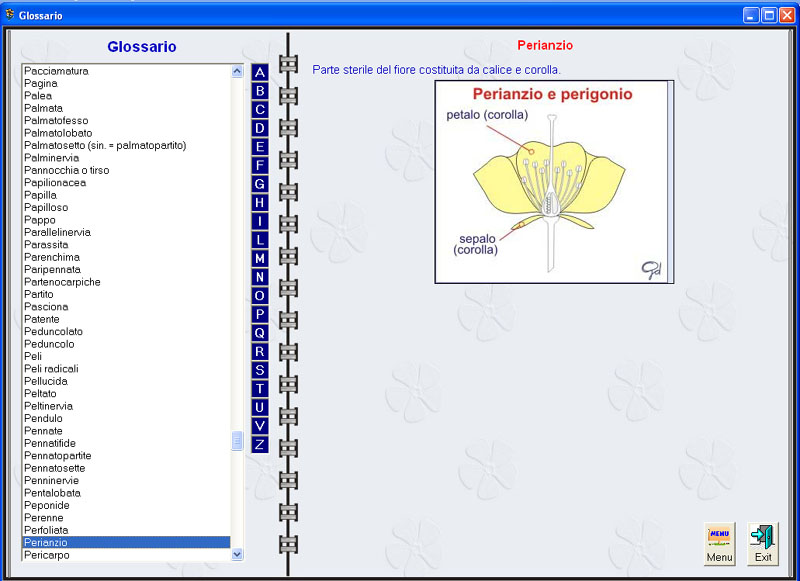 Glossario
Glossario
Pacciamatura
Pagina
Palea
Palmata
Palmatofesso
Palmatolobato
Palmatosetto (sin. = palmatopartito)
Palminervia
Pannocchia o tirso
Papilionacea
Papilla
Papilloso
Pappo
Parallelinervia
Parassita
Parenchima
Paripennata
Partenocarpiche
Partito
Pasciona
Patente
Peduncolato
Peduncolo
Peli
Peli radicali
Pellucida
Peltato
Peltinervia
Pendulo
Pennate
Pennatifide
Pennatopartite
Pennatosette
Penninervie
Pentalobata
Peponide
Perenne
Perfoliata
Perianzio
Pericarpo
A
B
C
D
E
F
G
H
I
L
M
N
O
P
Q
R
S
T
U
V
Z
Perianzio
Parte sterile del fiore costituita da calice e corolla.
Perianzio e perigonio
petalo (corolla)
sepalo
(corolla)
MENU
Menu
Exit